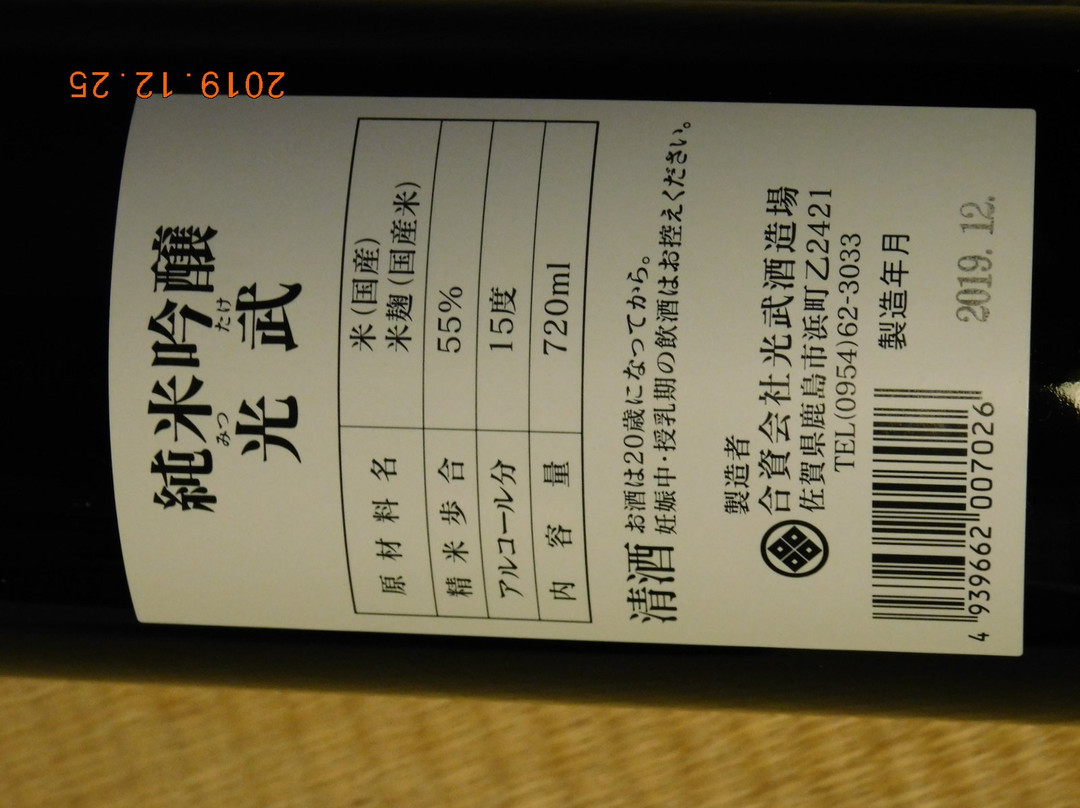 純米吟醸
みつ たけ
光 武
原材料名 米(国産)
米麹(国産米)
精米歩合 55%
アルコール分 15度
内容量 720ml
清酒 お酒は20歳になってから。
妊娠中・授乳期の飲酒はお控えください。
製造者
合資会社光武酒造場
佐賀県鹿島市浜町乙2421
TEL(0954)62-3033
製造年月
2019.12.
4 939662 007026
2019.12.25